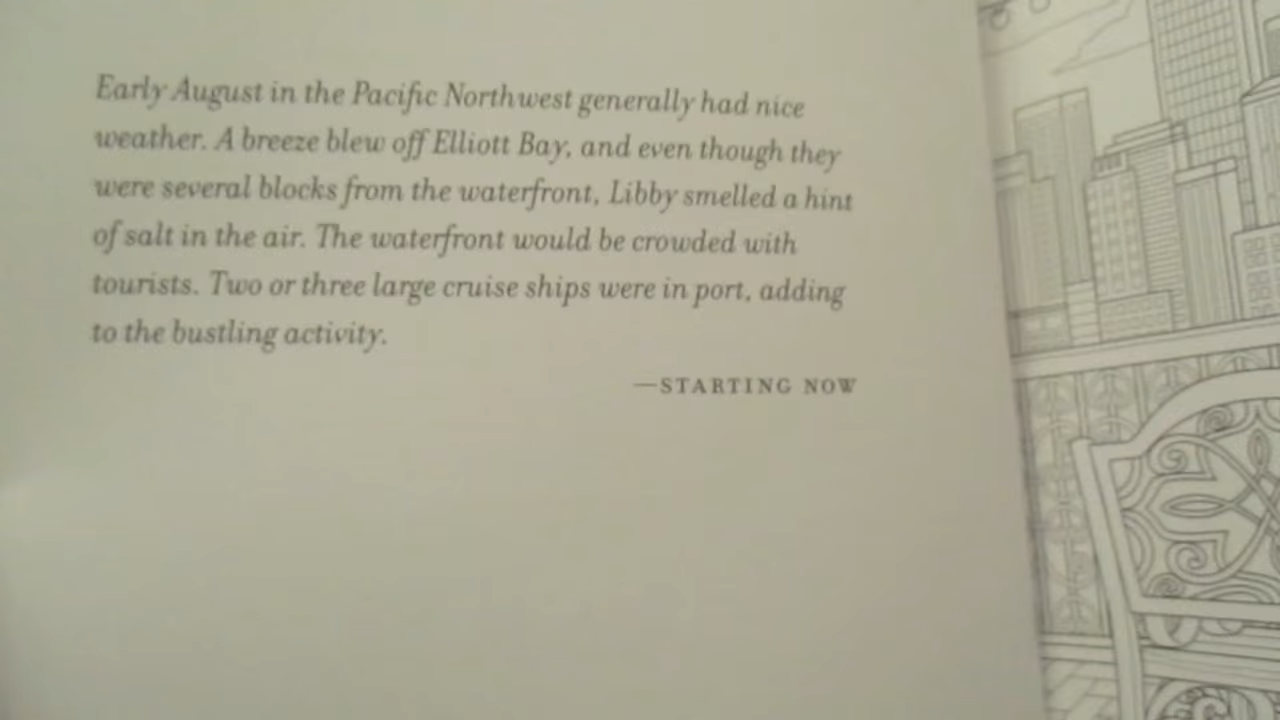 Early August in the Pacific Northwest generally had nice
weather. A breeze blew off Elliott Bay, and even though they
were several blocks from the waterfront, Libby smelled a hint
of salt in the air. The waterfront would be crowded with
tourists. Two or three large cruise ships were in port, adding
to the bustling activity.
—STARTING NOW